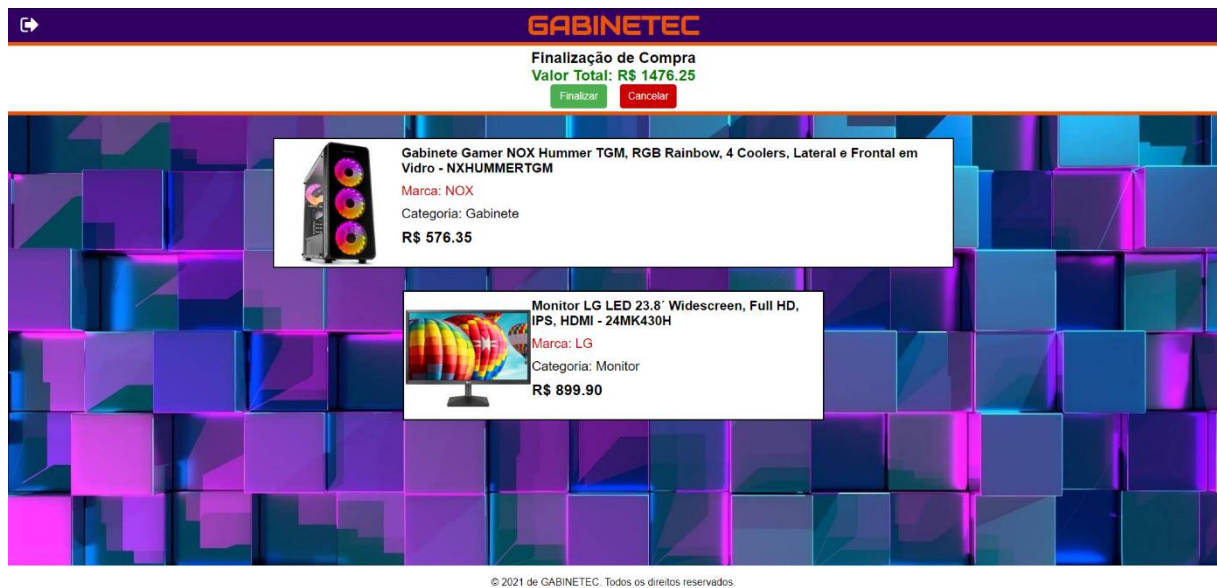 GABINETEC
Finalização de Compra
Valor Total: R$ 1476.25
Finalizar Cancelar
Gabinete Gamer NOX Hummer TGM, RGB Rainbow, 4 Coolers, Lateral e Frontal em
Vidro - NXHUMMERTGM
Marca: NOX
Categoria: Gabinete
R$ 576.35
Monitor LG LED 23.8´ Widescreen, Full HD,
IPS, HDMI - 24MK430H
Marca: LG
Categoria: Monitor
R$ 899.90
© 2021 de GABINETEC. Todos os direitos reservados.